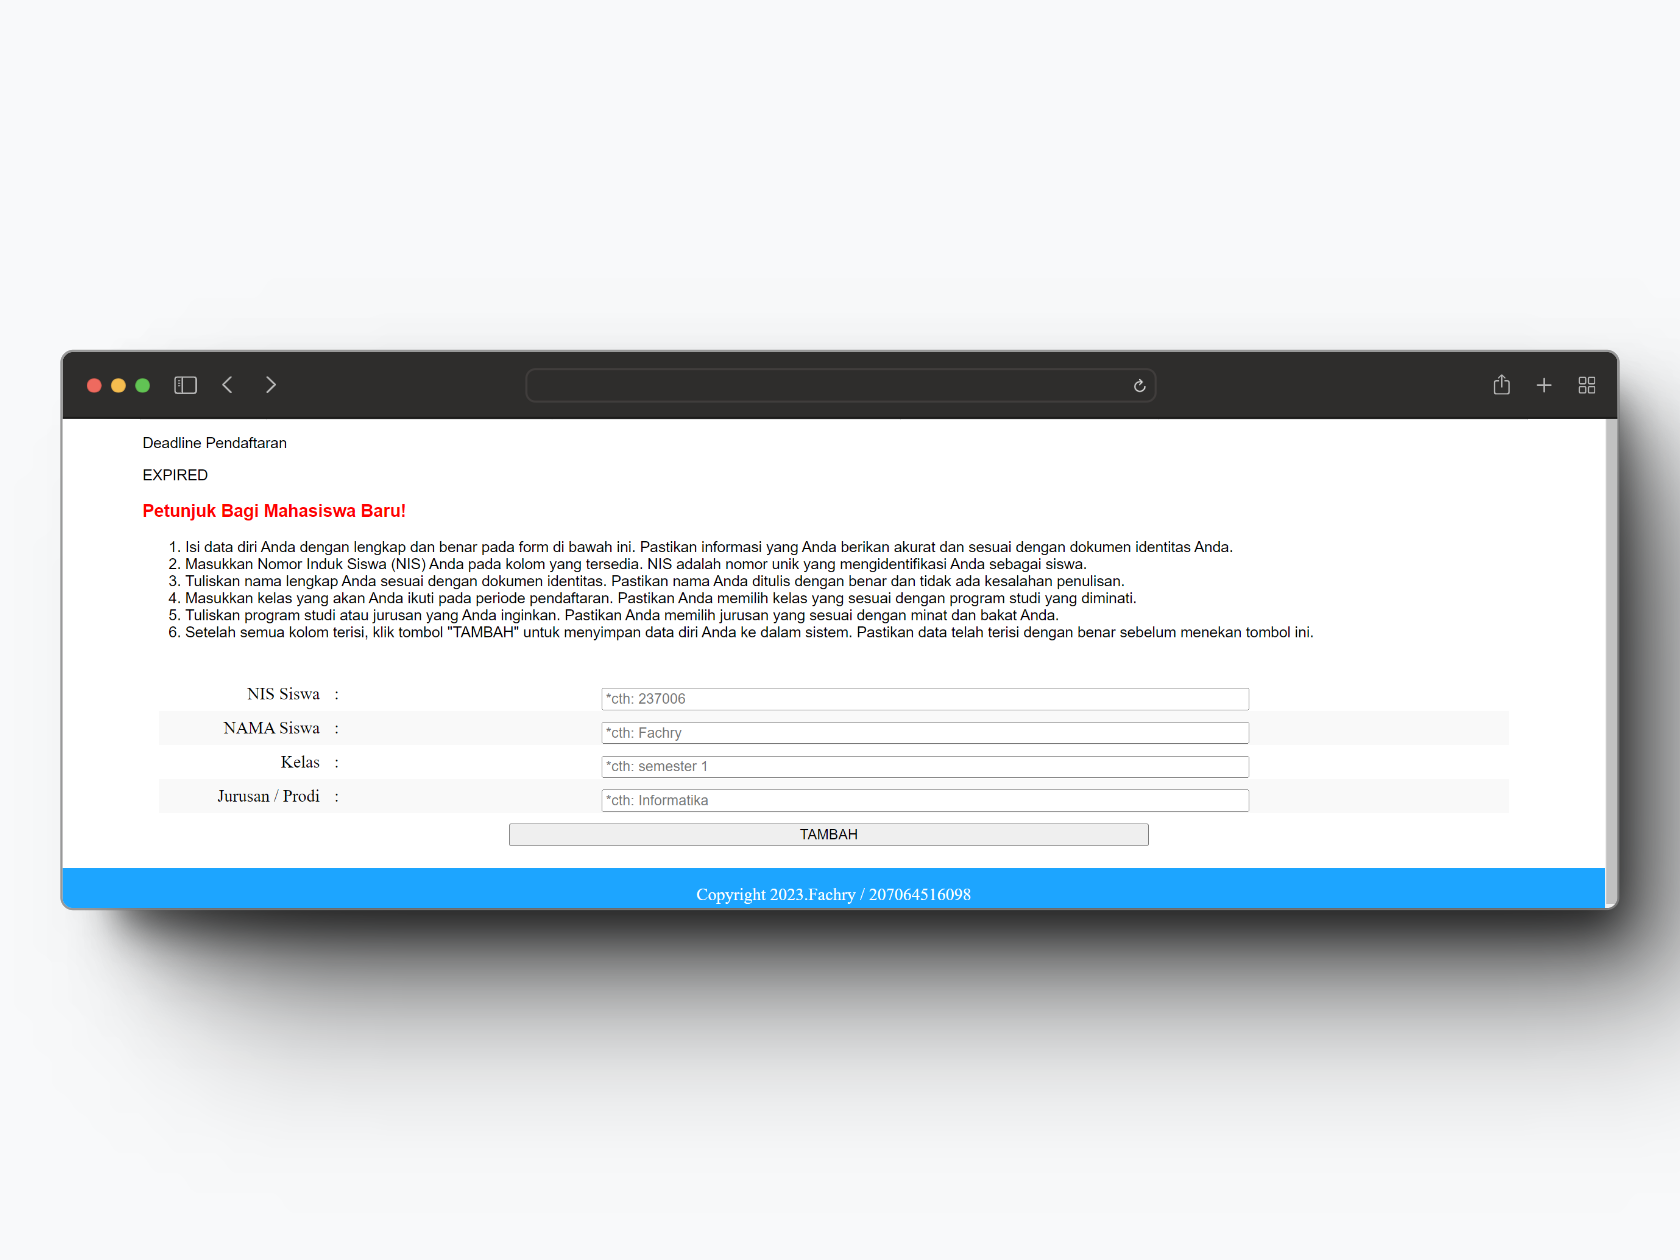 Deadline Pendaftaran
EXPIRED
Petunjuk Bagi Mahasiswa Baru!
1. Isi data diri Anda dengan lengkap dan benar pada form di bawah ini. Pastikan informasi yang Anda berikan akurat dan sesuai dengan dokumen identitas Anda.
2. Masukkan Nomor Induk Siswa (NIS) Anda pada kolom yang tersedia. NIS adalah nomor unik yang mengidentifikasi Anda sebagai siswa.
3. Tuliskan nama lengkap Anda sesuai dengan dokumen identitas. Pastikan nama Anda ditulis dengan benar dan tidak ada kesalahan penulisan.
4. Masukkan kelas yang akan Anda ikuti pada periode pendaftaran. Pastikan Anda memilih kelas yang sesuai dengan program studi yang diminati.
5. Tuliskan program studi atau jurusan yang Anda inginkan. Pastikan Anda memilih jurusan yang sesuai dengan minat dan bakat Anda.
6. Setelah semua kolom terisi, klik tombol "TAMBAH" untuk menyimpan data diri Anda ke dalam sistem. Pastikan data telah terisi dengan benar sebelum menekan tombol ini.
NIS Siswa : *cth: 237006
NAMA Siswa : *cth: Fachry
Kelas : *cth: semester 1
Jurusan / Prodi : *cth: Informatika
TAMBAH
Copyright 2023.Fachry / 207064516098